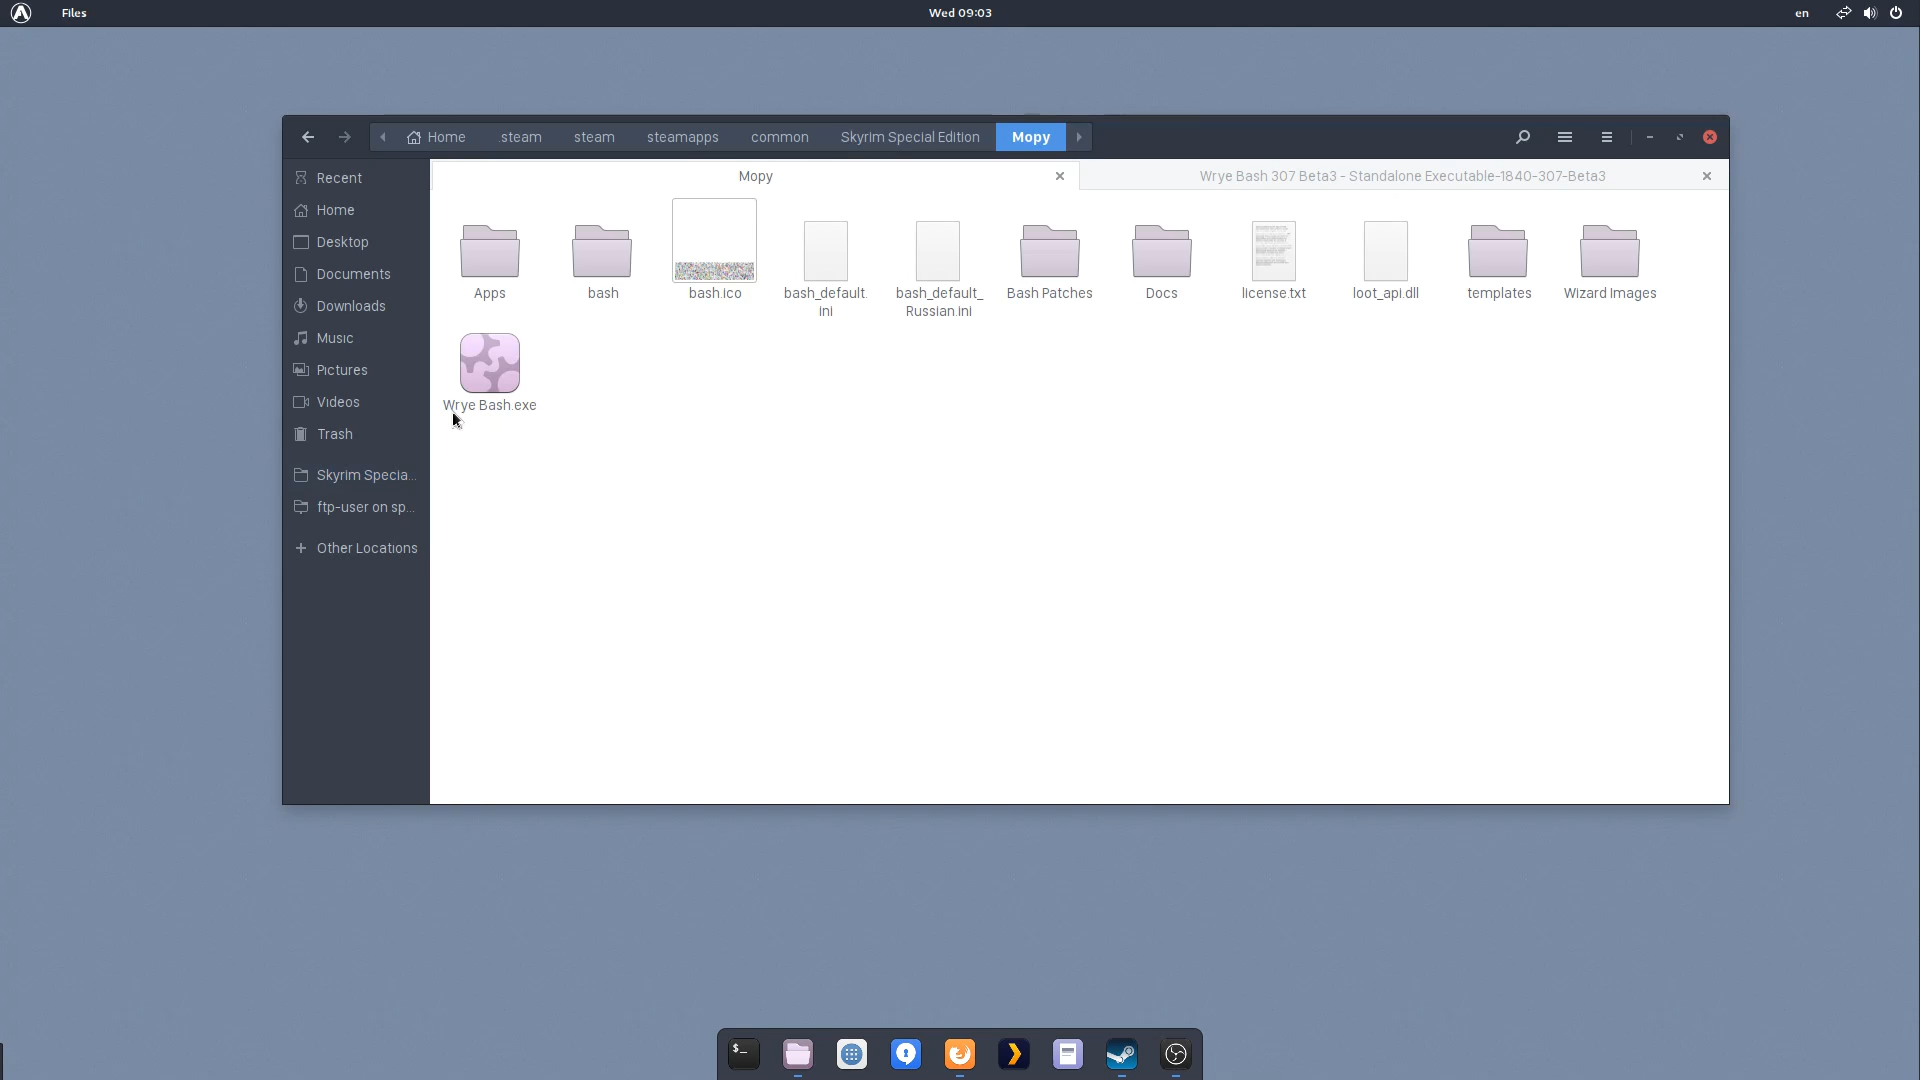 Files
Wed 09:03
en
Home
.steam
steam
steamapps
common
Skyrim Special Edition
Mopy
Recent
Home
Desktop
Documents
Downloads
Music
Pictures
Videos
Trash
Skyrim Specia...
ftp-user on sp...
Other Locations
Mopy
Wrye Bash 307 Beta3 - Standalone Executable-1840-307-Beta3
Apps
bash
bash.ico
bash_default.
ini
bash_default_
Russian.ini
Bash Patches
Docs
license.txt
loot_api.dll
templates
Wizard Images
Wrye Bash.exe
$_